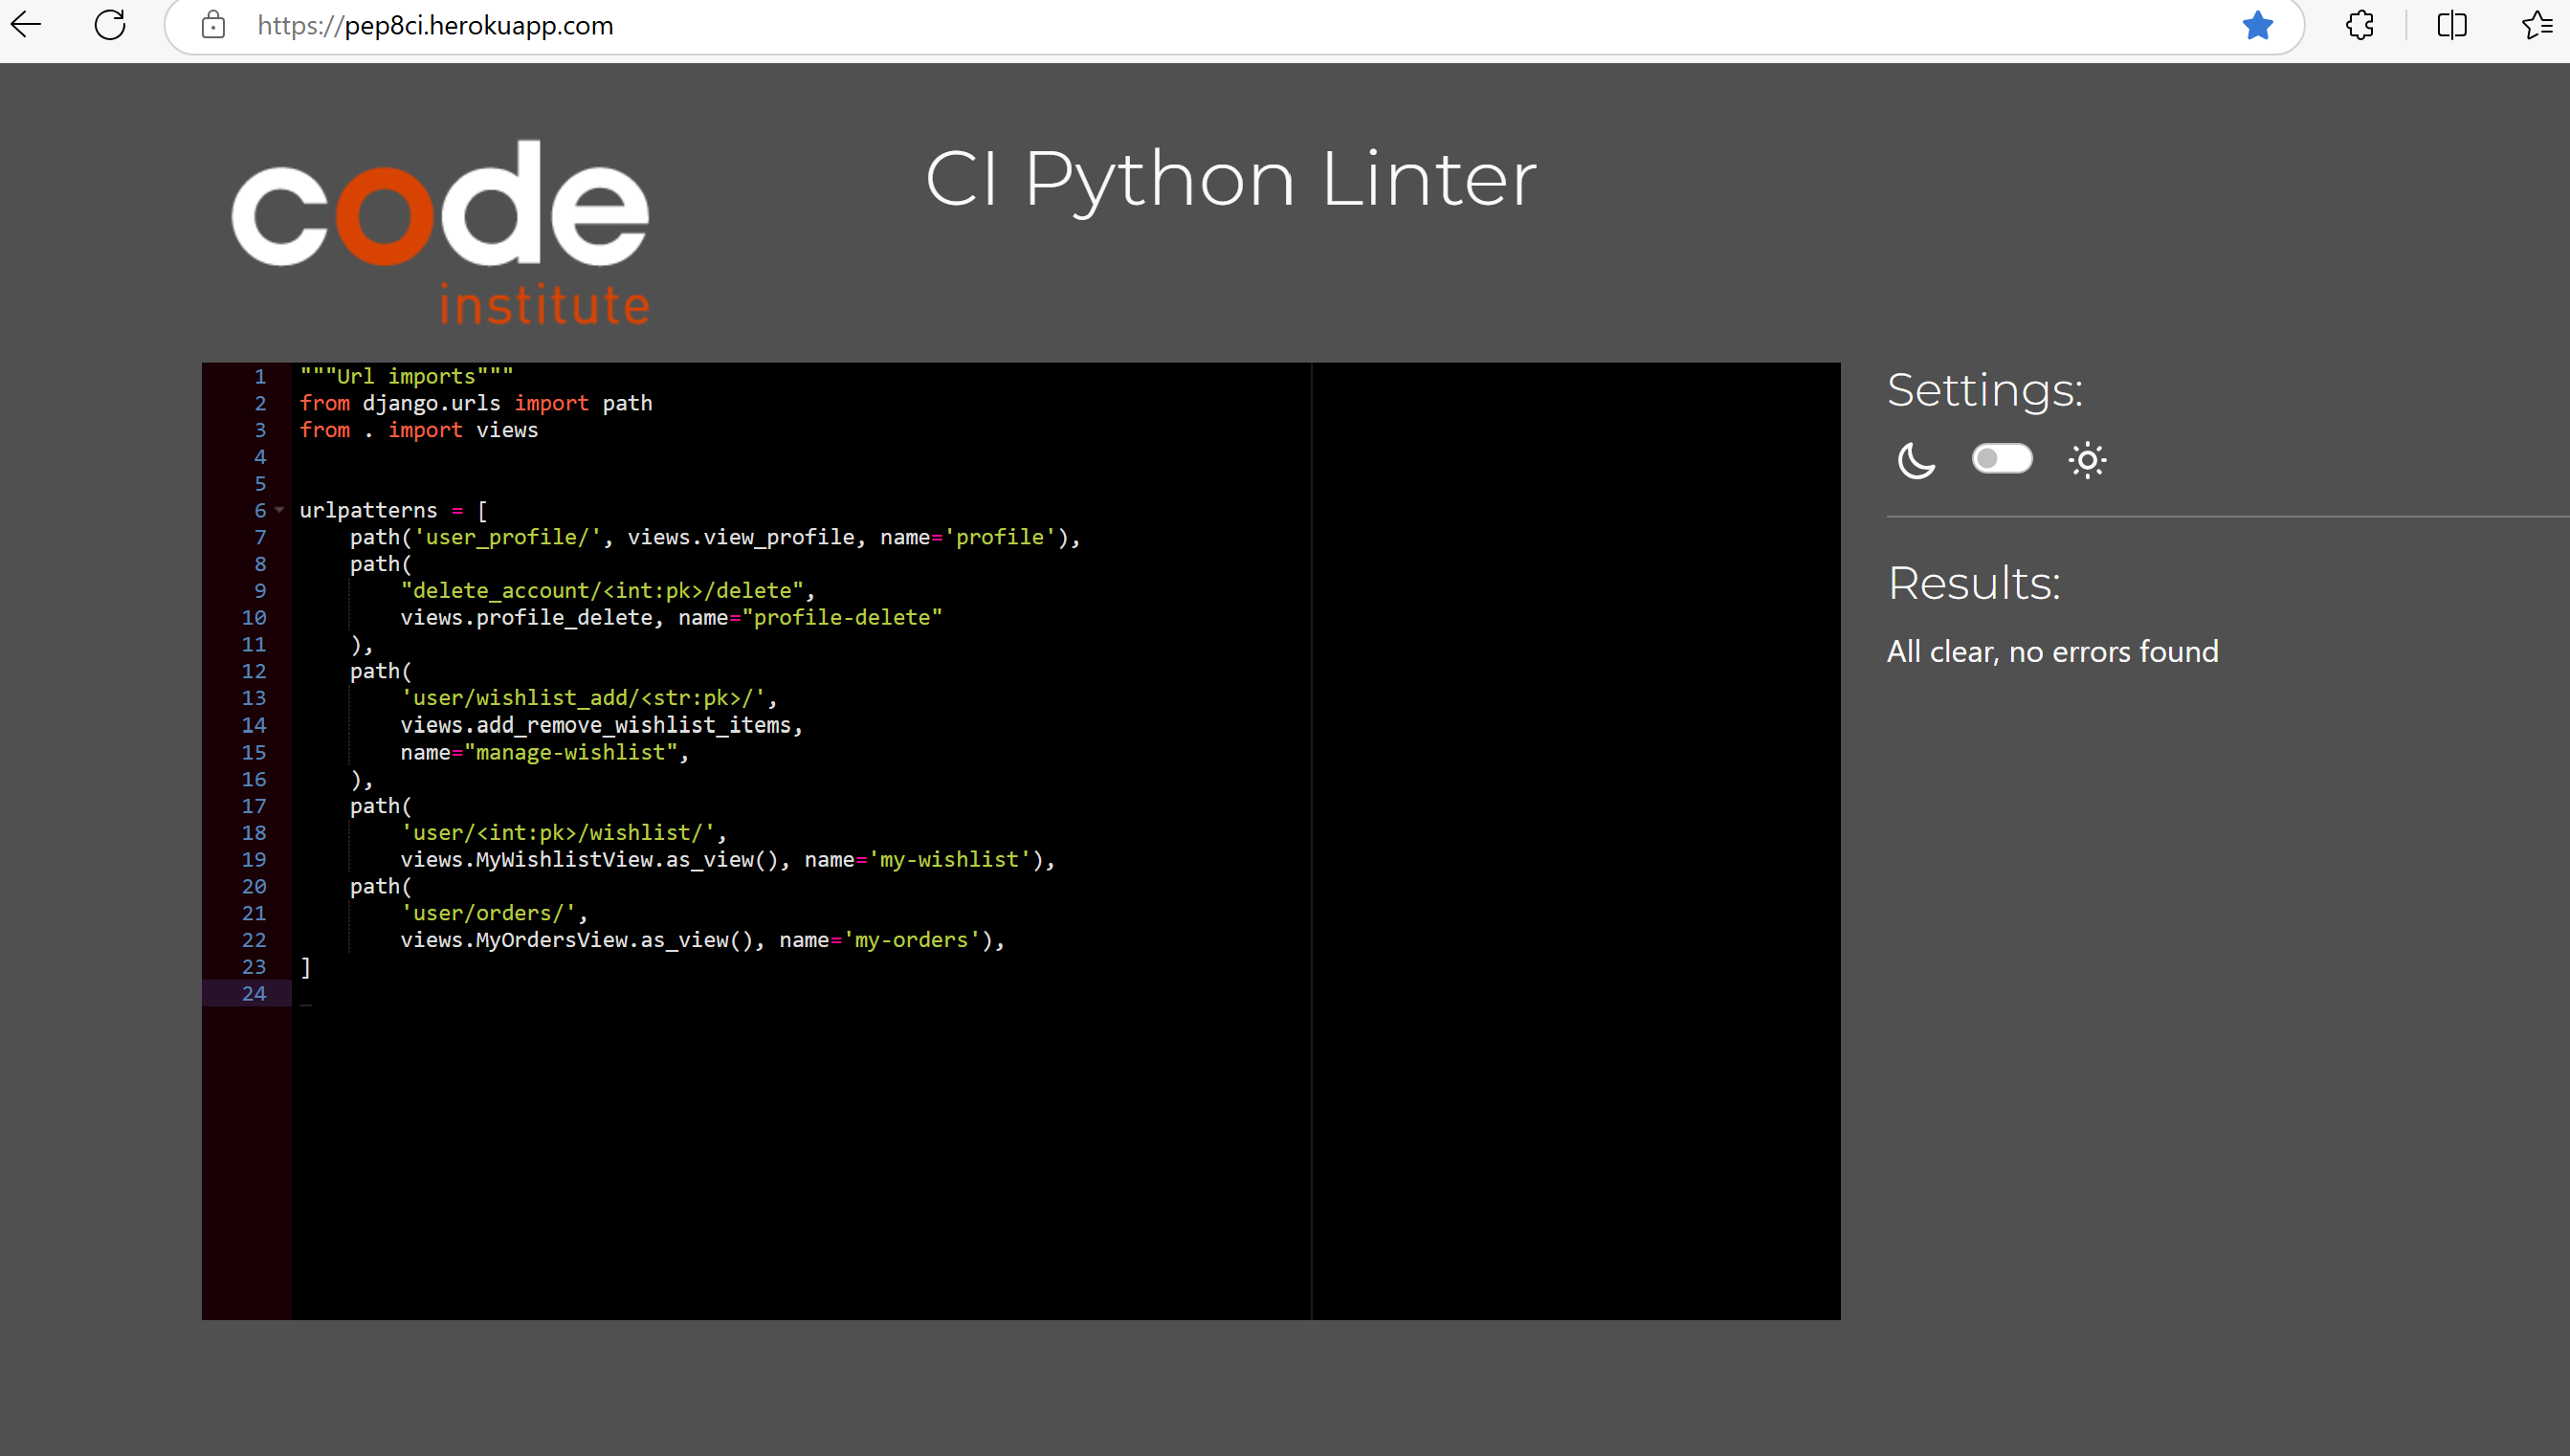 https://pep8ci.herokuapp.com
code
institute
CI Python Linter
1 """Url imports"""
2 from django.urls import path
3 from . import views
4
5
6 urlpatterns = [
7     path('user_profile/', views.view_profile, name='profile'),
8     path(
9         "delete_account/<int:pk>/delete",
10         views.profile_delete, name="profile-delete"
11     ),
12     path(
13         'user/wishlist_add/<str:pk>/',
14         views.add_remove_wishlist_items,
15         name="manage-wishlist",
16     ),
17     path(
18         'user/<int:pk>/wishlist/',
19         views.MyWishlistView.as_view(), name='my-wishlist'),
20     path(
21         'user/orders/',
22         views.MyOrdersView.as_view(), name='my-orders'),
23 ]
24
Settings:
Results:
All clear, no errors found